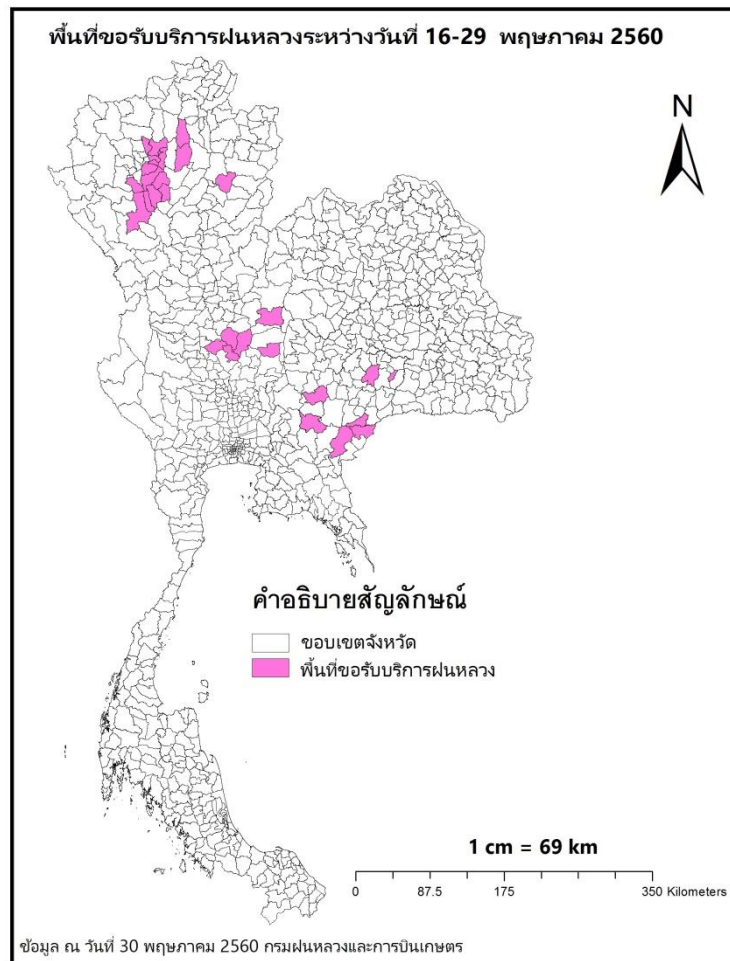 พื้นที่ขอรับบริการฝนหลวงระหว่างวันที่ 16-29 พฤษภาคม 2560
N
คำอธิบายสัญลักษณ์
ขอบเขตจังหวัด
พื้นที่ขอรับบริการฝนหลวง
1 cm = 69 km
0 87.5 175 350 Kilometers
ข้อมูล ณ วันที่ 30 พฤษภาคม 2560 กรมฝนหลวงและการบินเกษตร